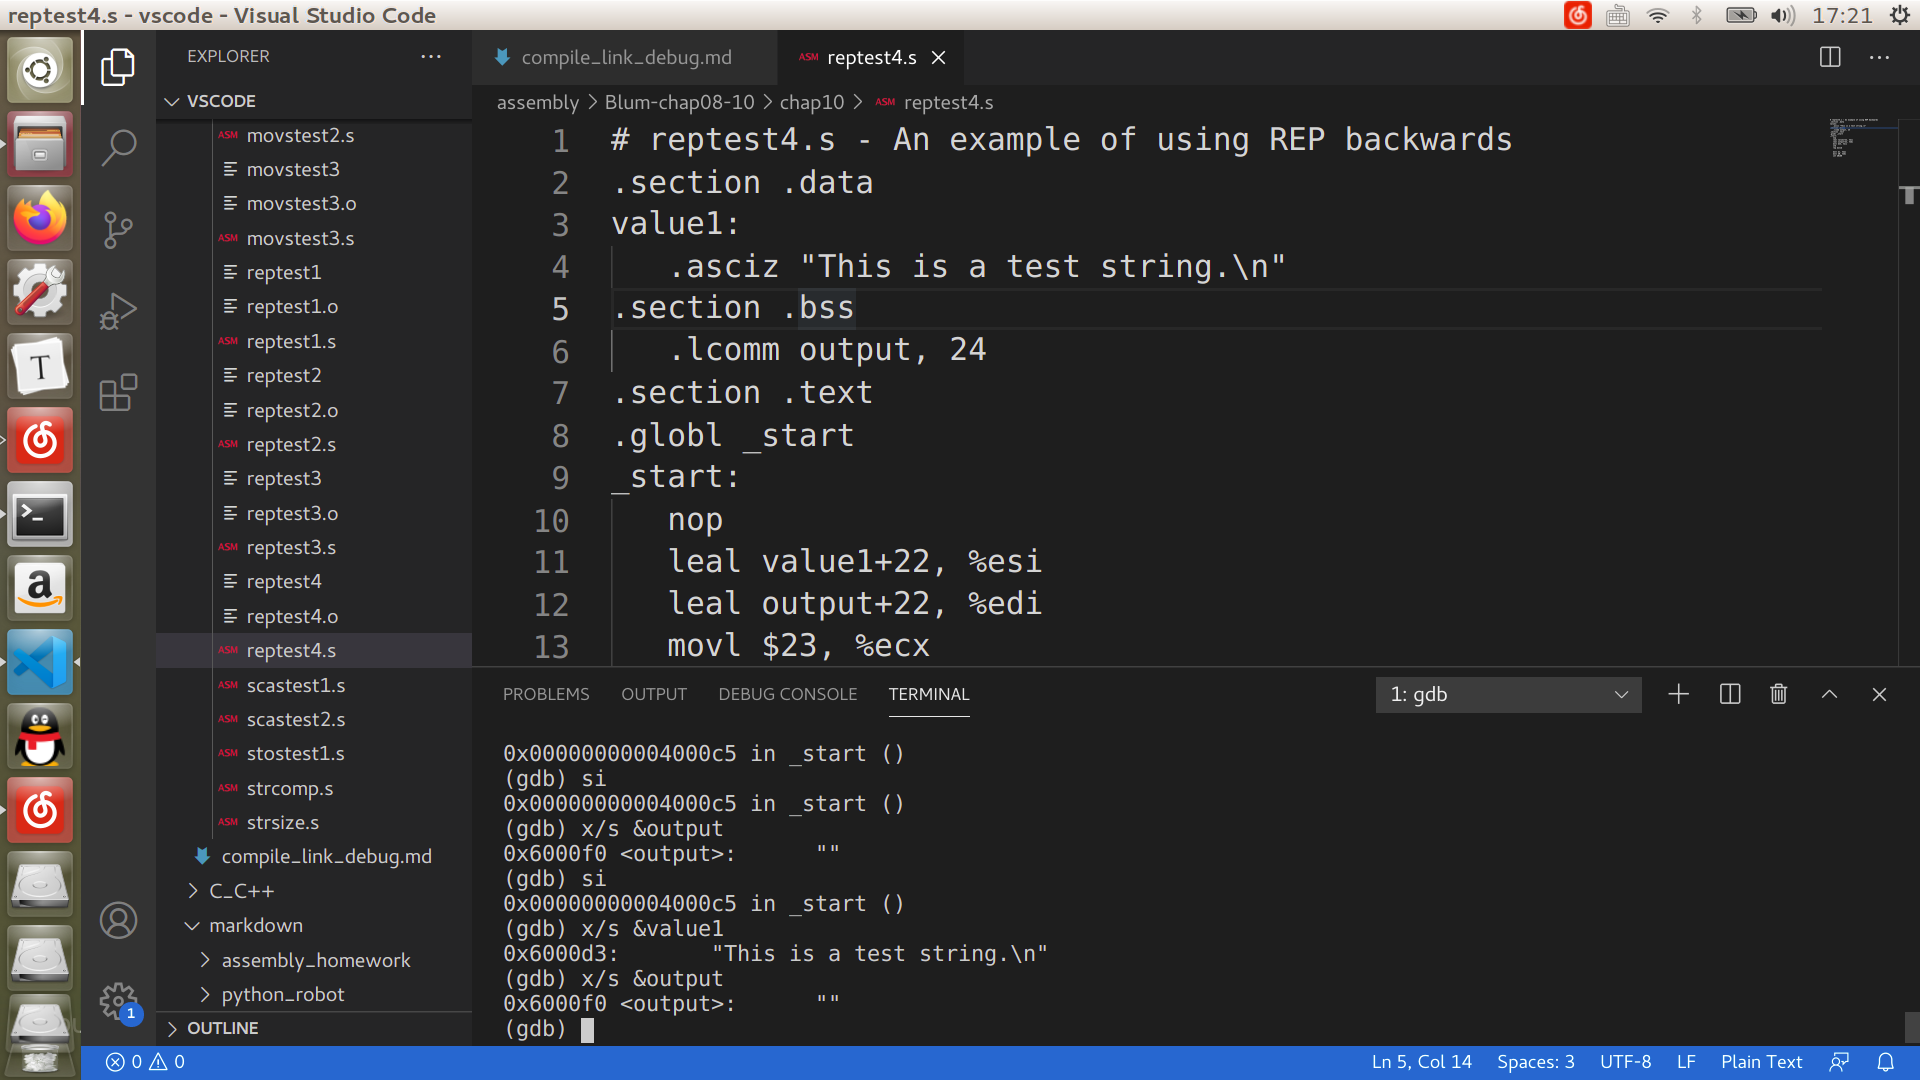 reptest4.s - vscode - Visual Studio Code
17:21
EXPLORER
VSCODE
ASM movstest2.s
movstest3
movstest3.o
ASM movstest3.s
reptest1
reptest1.o
ASM reptest1.s
reptest2
reptest2.o
ASM reptest2.s
reptest3
reptest3.o
ASM reptest3.s
reptest4
reptest4.o
ASM reptest4.s
ASM scastest1.s
ASM scastest2.s
ASM stostest1.s
ASM strcomp.s
ASM strsize.s
compile_link_debug.md
C_C++
markdown
assembly_homework
python_robot
OUTLINE
1
compile_link_debug.md
ASM reptest4.s
assembly > Blum-chap08-10 > chap10 > ASM reptest4.s
1 # reptest4.s - An example of using REP backwards
2 .section .data
3 value1:
4 .asciz "This is a test string.\n"
5 .section .bss
6 .lcomm output, 24
7 .section .text
8 .globl _start
9 _start:
10 nop
11 leal value1+22, %esi
12 leal output+22, %edi
13 movl $23, %ecx
PROBLEMS OUTPUT DEBUG CONSOLE TERMINAL
1: gdb
0x00000000004000c5 in _start ()
(gdb) si
0x00000000004000c5 in _start ()
(gdb) x/s &output
0x6000f0 <output>: ""
(gdb) si
0x00000000004000c5 in _start ()
(gdb) x/s &value1
0x6000d3: "This is a test string.\n"
(gdb) x/s &output
0x6000f0 <output>: ""
(gdb)
0 0
Ln 5, Col 14 Spaces: 3 UTF-8 LF Plain Text